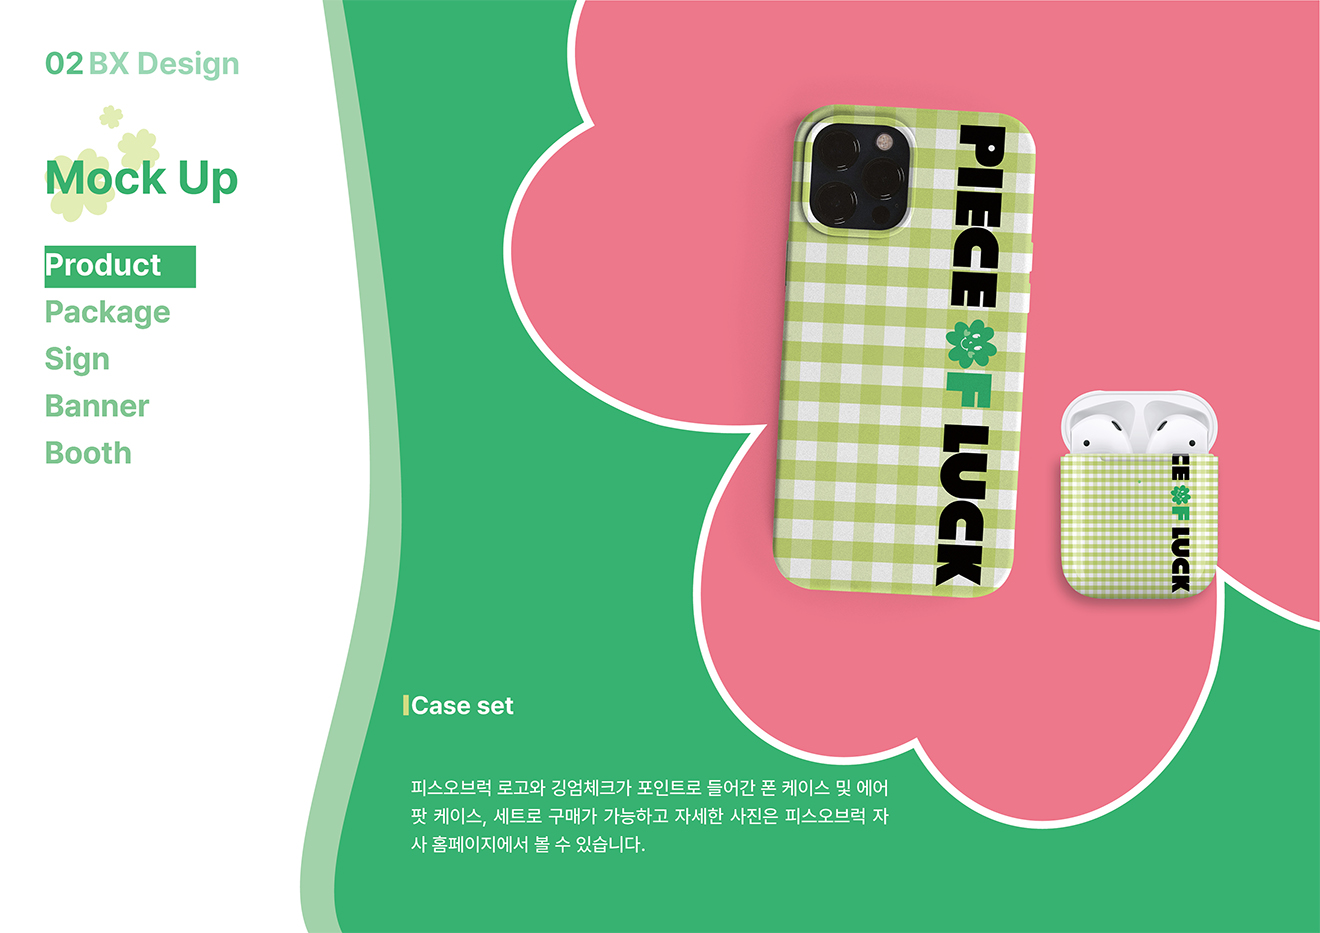 02 BX Design
Mock Up
Product
Package
Sign
Banner
Booth
PIECE OF LUCK
CE OF LUCK
Case set
피스오브럭 로고와 깅엄체크가 포인트로 들어간 폰 케이스 및 에어
팟 케이스, 세트로 구매가 가능하고 자세한 사진은 피스오브럭 자
사 홈페이지에서 볼 수 있습니다.